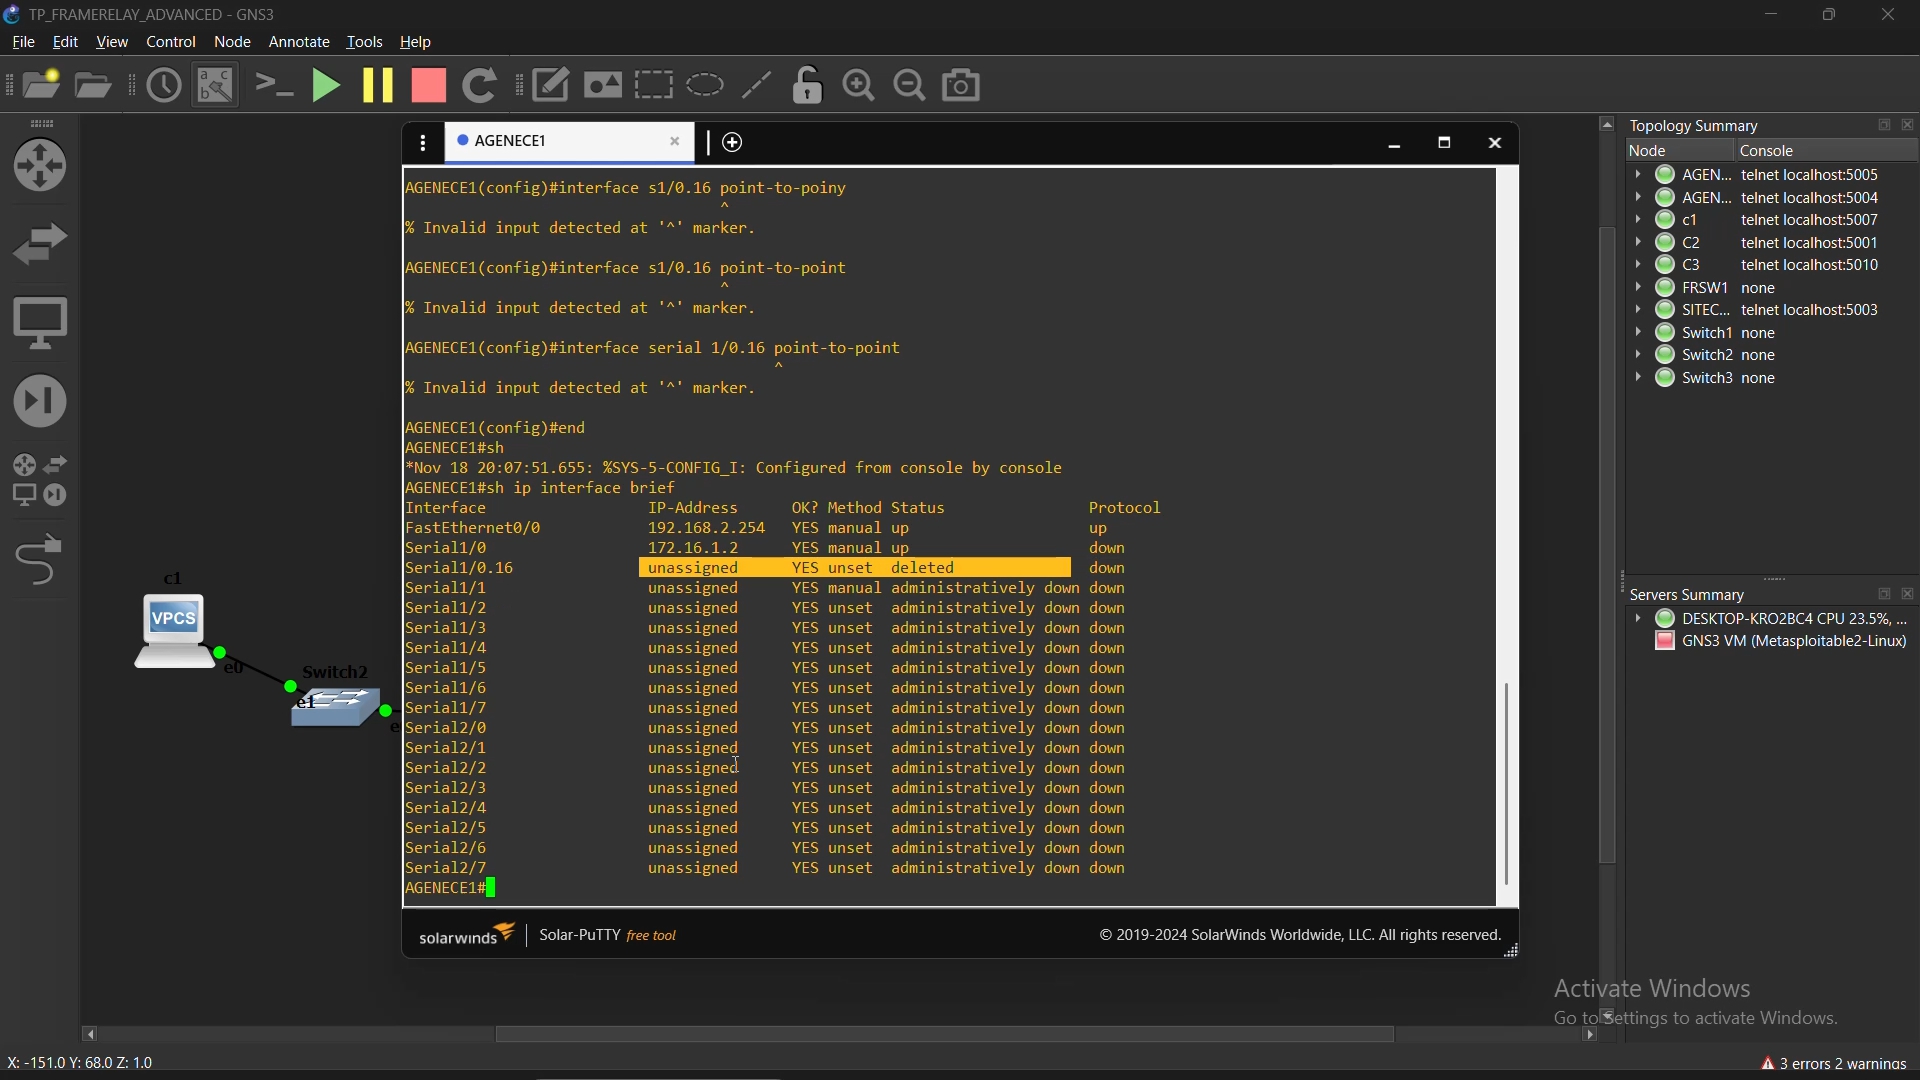 TP_FRAMERELAY_ADVANCED - GNS3
File Edit View Control Node Annotate Tools Help
AGENECE1
AGENECE1(config)#interface s1/0.16 point-to-poiny
^
% Invalid input detected at '^' marker.
AGENECE1(config)#interface s1/0.16 point-to-point
^
% Invalid input detected at '^' marker.
AGENECE1(config)#interface serial 1/0.16 point-to-point
^
% Invalid input detected at '^' marker.
AGENECE1(config)#end
AGENECE1#sh
*Nov 18 20:07:51.655: %SYS-5-CONFIG_I: Configured from console by console
AGENECE1#sh ip interface brief
Interface IP-Address OK? Method Status Protocol
FastEthernet0/0 192.168.2.254 YES manual up up
Serial1/0 172.16.1.2 YES manual up down
Serial1/0.16 unassigned YES unset deleted down
Serial1/1 unassigned YES manual administratively down down
Serial1/2 unassigned YES unset administratively down down
Serial1/3 unassigned YES unset administratively down down
Serial1/4 unassigned YES unset administratively down down
Serial1/5 unassigned YES unset administratively down down
Serial1/6 unassigned YES unset administratively down down
Serial1/7 unassigned YES unset administratively down down
Serial2/0 unassigned YES unset administratively down down
Serial2/1 unassigned YES unset administratively down down
Serial2/2 unassigned YES unset administratively down down
Serial2/3 unassigned YES unset administratively down down
Serial2/4 unassigned YES unset administratively down down
Serial2/5 unassigned YES unset administratively down down
Serial2/6 unassigned YES unset administratively down down
Serial2/7 unassigned YES unset administratively down down
AGENECE1#
solarwinds Solar-PuTTY free tool © 2019-2024 SolarWinds Worldwide, LLC. All rights reserved.
c1
VPCS
e0
Switch2
e1
Topology Summary
Node Console
AGEN... telnet localhost:5005
AGEN... telnet localhost:5004
c1 telnet localhost:5007
C2 telnet localhost:5001
C3 telnet localhost:5010
FRSW1 none
SITEC... telnet localhost:5003
Switch1 none
Switch2 none
Switch3 none
Servers Summary
DESKTOP-KRO2BC4 CPU 23.5%, ...
GNS3 VM (Metasploitable2-Linux)
Activate Windows
Go to Settings to activate Windows.
X: -151.0 Y: 68.0 Z: 1.0
3 errors 2 warnings